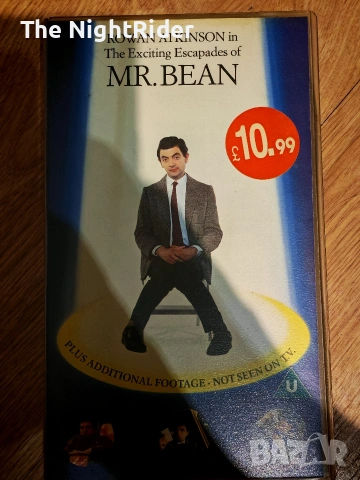 The NightRider
ROWAN ATKINSON in
The Exciting Escapades of
MR. BEAN
£10.99
PLUS ADDITIONAL FOOTAGE · NOT SEEN ON T.V.
U
BAZAR